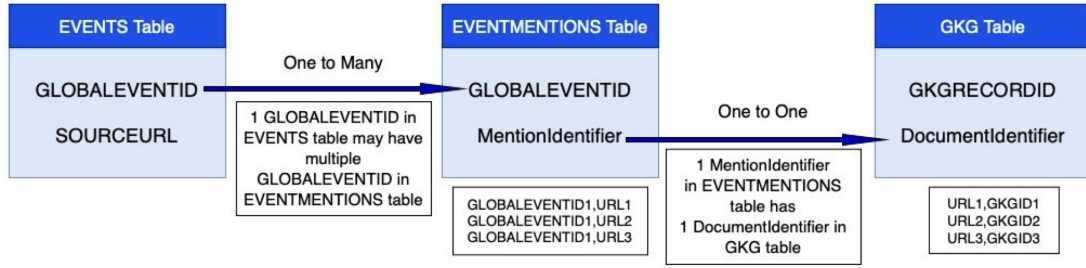 EVENTS Table
GLOBALEVENTID
SOURCEURL
One to Many
1 GLOBALEVENTID in
EVENTS table may have
multiple
GLOBALEVENTID in
EVENTMENTIONS table
EVENTMENTIONS Table
GLOBALEVENTID
MentionIdentifier
GLOBALEVENTID1,URL1
GLOBALEVENTID1,URL2
GLOBALEVENTID1,URL3
One to One
1 MentionIdentifier
in EVENTMENTIONS
table has
1 DocumentIdentifier in
GKG table
GKG Table
GKGRECORDID
DocumentIdentifier
URL1,GKGID1
URL2,GKGID2
URL3,GKGID3